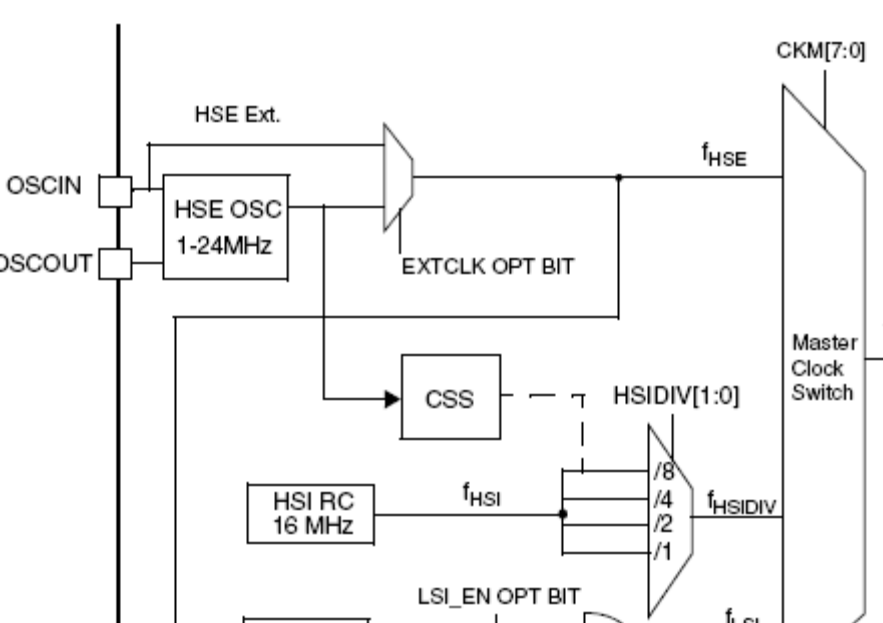 CKM[7:0]
HSE Ext.
fHSE
OSCIN
HSE OSC
1-24MHz
OSCOUT
EXTCLK OPT BIT
Master
Clock
Switch
CSS
HSIDIV[1:0]
/8
HSI RC
16 MHz
fHSI
/4
/2
/1
fHSIDIV
LSI_EN OPT BIT
fLSI